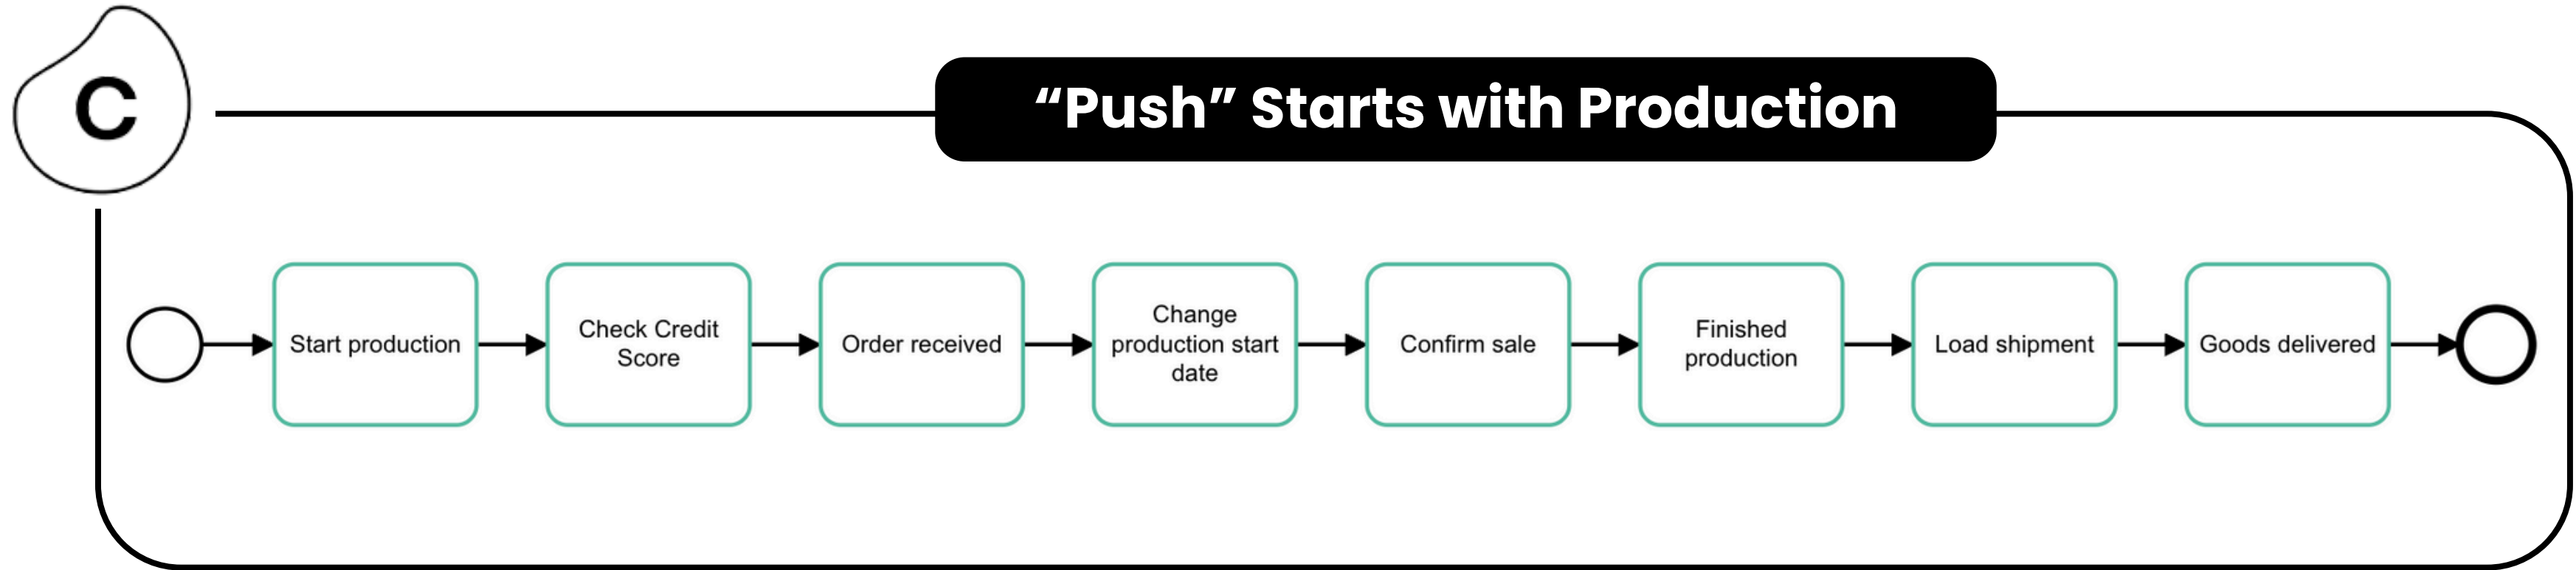 C
“Push” Starts with Production
Start production
Check Credit
Score
Order received
Change
production start
date
Confirm sale
Finished
production
Load shipment
Goods delivered